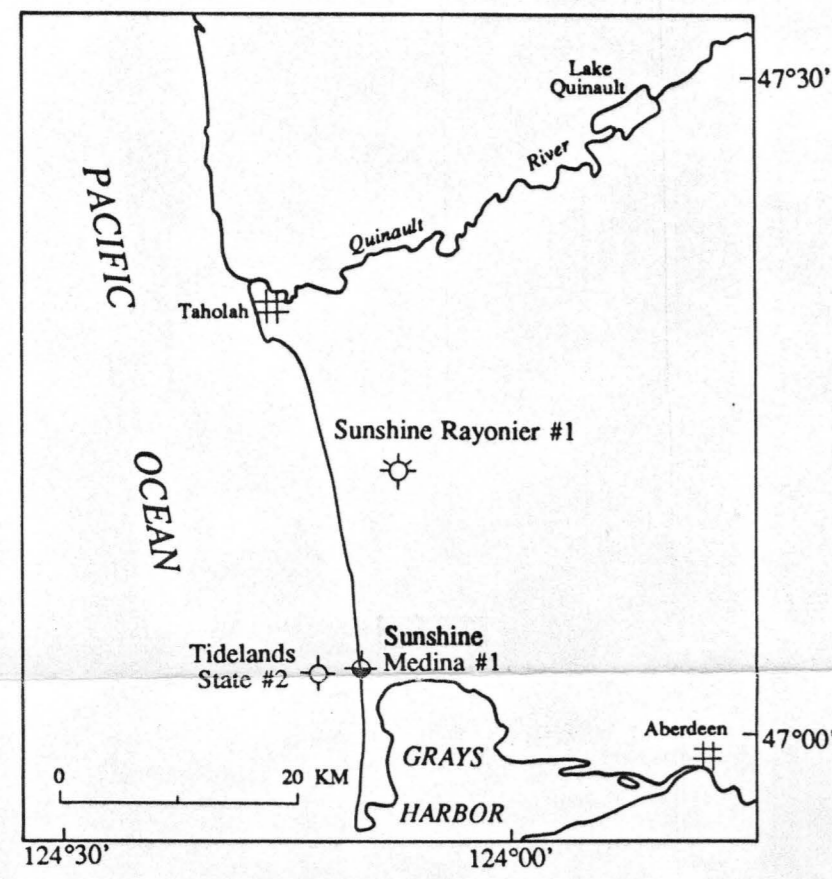 Lake
Quinault
47°30'
River
Quinault
PACIFIC
Taholah
Sunshine Rayonier #1
OCEAN
Sunshine
Medina #1
Tidelands
State #2
Aberdeen
47°00'
GRAYS
0
20 KM
HARBOR
124°30'
124°00'